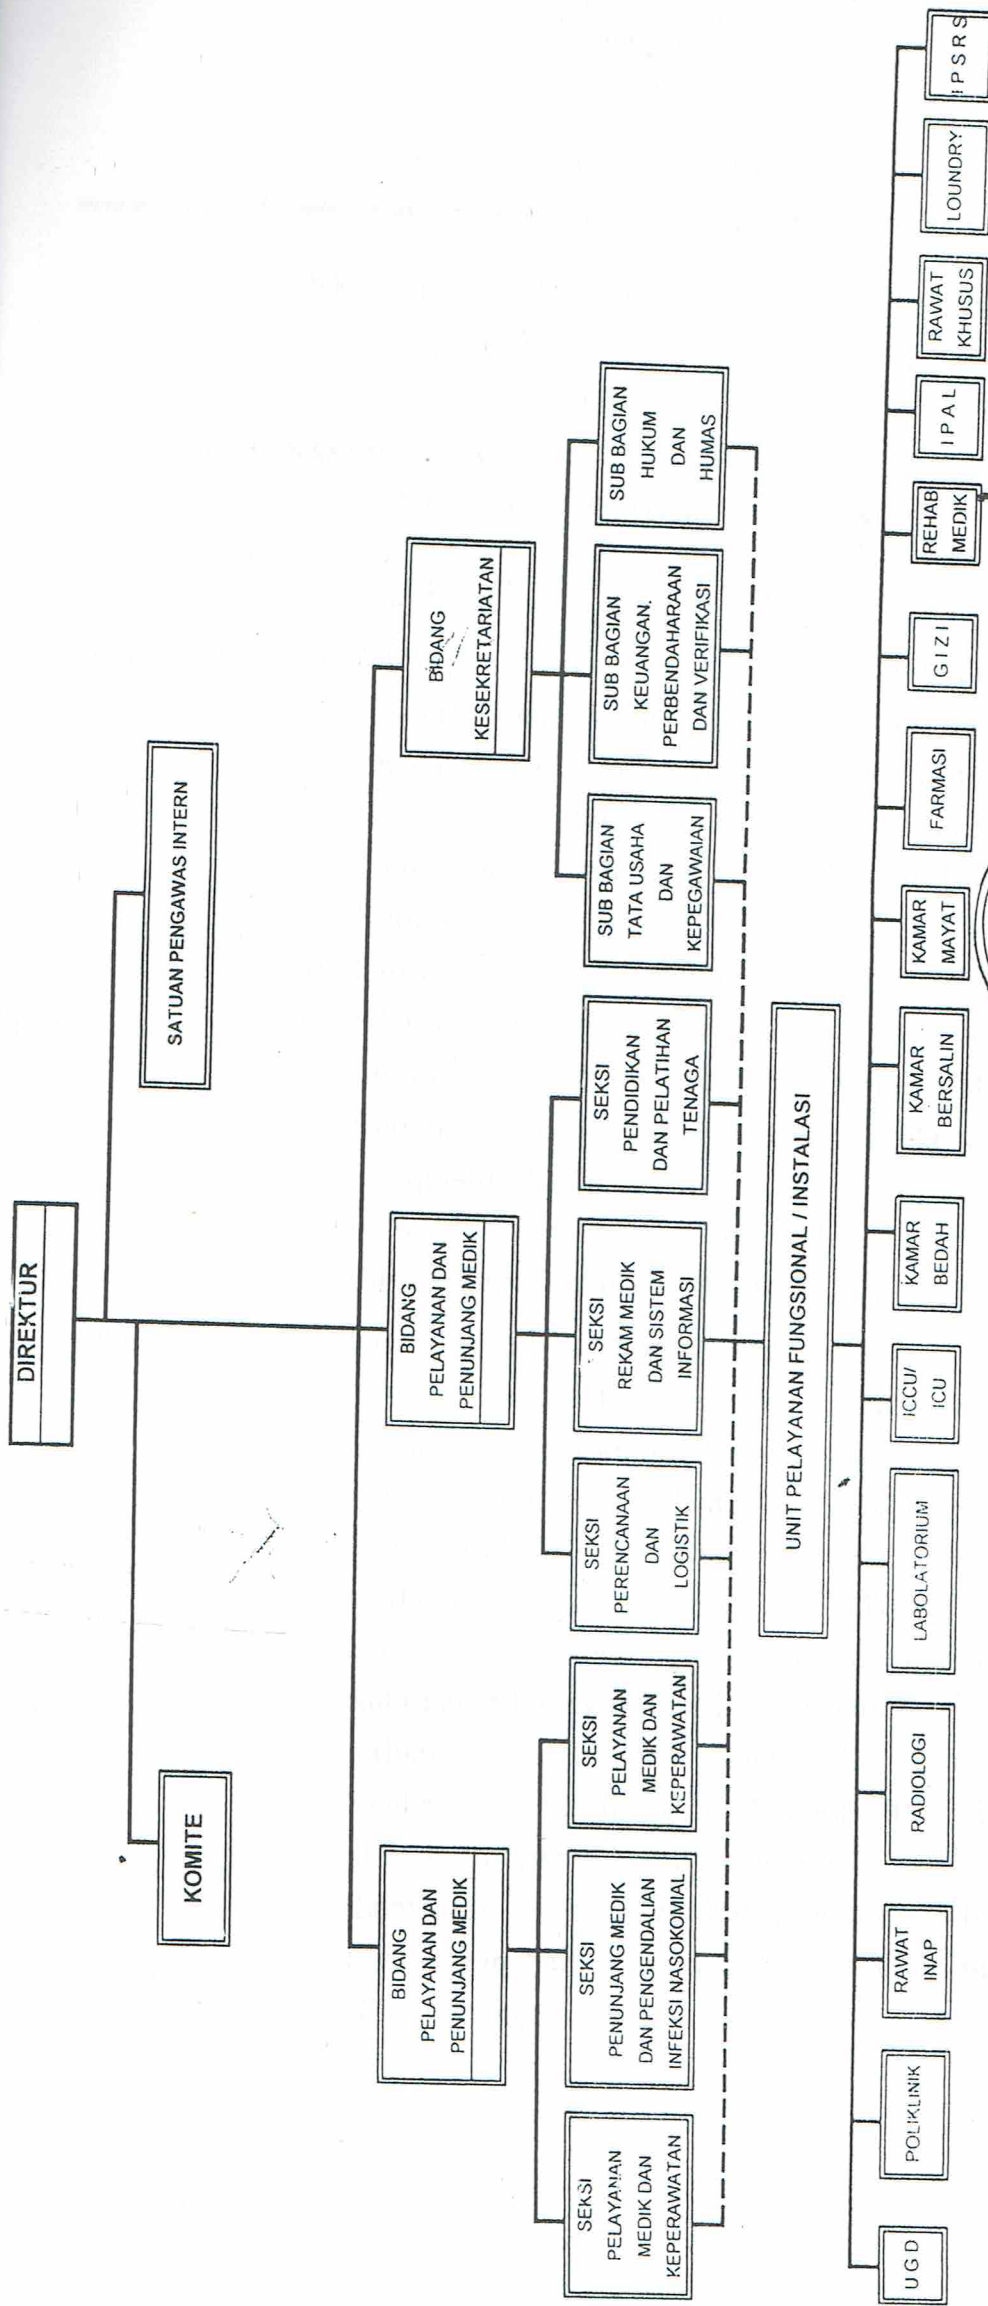 DIREKTUR
KOMITE
SATUAN PENGAWAS INTERN
BIDANG
PELAYANAN DAN
PENUNJANG MEDIK
BIDANG
PELAYANAN DAN
PENUNJANG MEDIK
BIDANG
KESEKRETARIATAN
SEKSI
PELAYANAN
MEDIK DAN
KEPERAWATAN
SEKSI
PENUNJANG MEDIK
DAN PENGENDALIAN
INFEKSI NASOKOMIAL
SEKSI
PELAYANAN
MEDIK DAN
KEPERAWATAN
SEKSI
PERENCANAAN
DAN
LOGISTIK
SEKSI
REKAM MEDIK
DAN SISTEM
INFORMASI
SEKSI
PENDIDIKAN
DAN PELATIHAN
TENAGA
SUB BAGIAN
TATA USAHA
DAN
KEPEGAWAIAN
SUB BAGIAN
KEUANGAN.
PERBENDAHARAAN
DAN VERIFIKASI
SUB BAGIAN
HUKUM
DAN
HUMAS
UNIT PELAYANAN FUNGSIONAL / INSTALASI
U G D
POLIKLINIK
RAWAT
INAP
RADIOLOGI
LABOLATORIUM
ICCU/
ICU
KAMAR
BEDAH
KAMAR
BERSALIN
KAMAR
MAYAT
FARMASI
G I Z I
REHAB
MEDIK
I P A L
RAWAT
KHUSUS
LOUNDRY
I P S R S